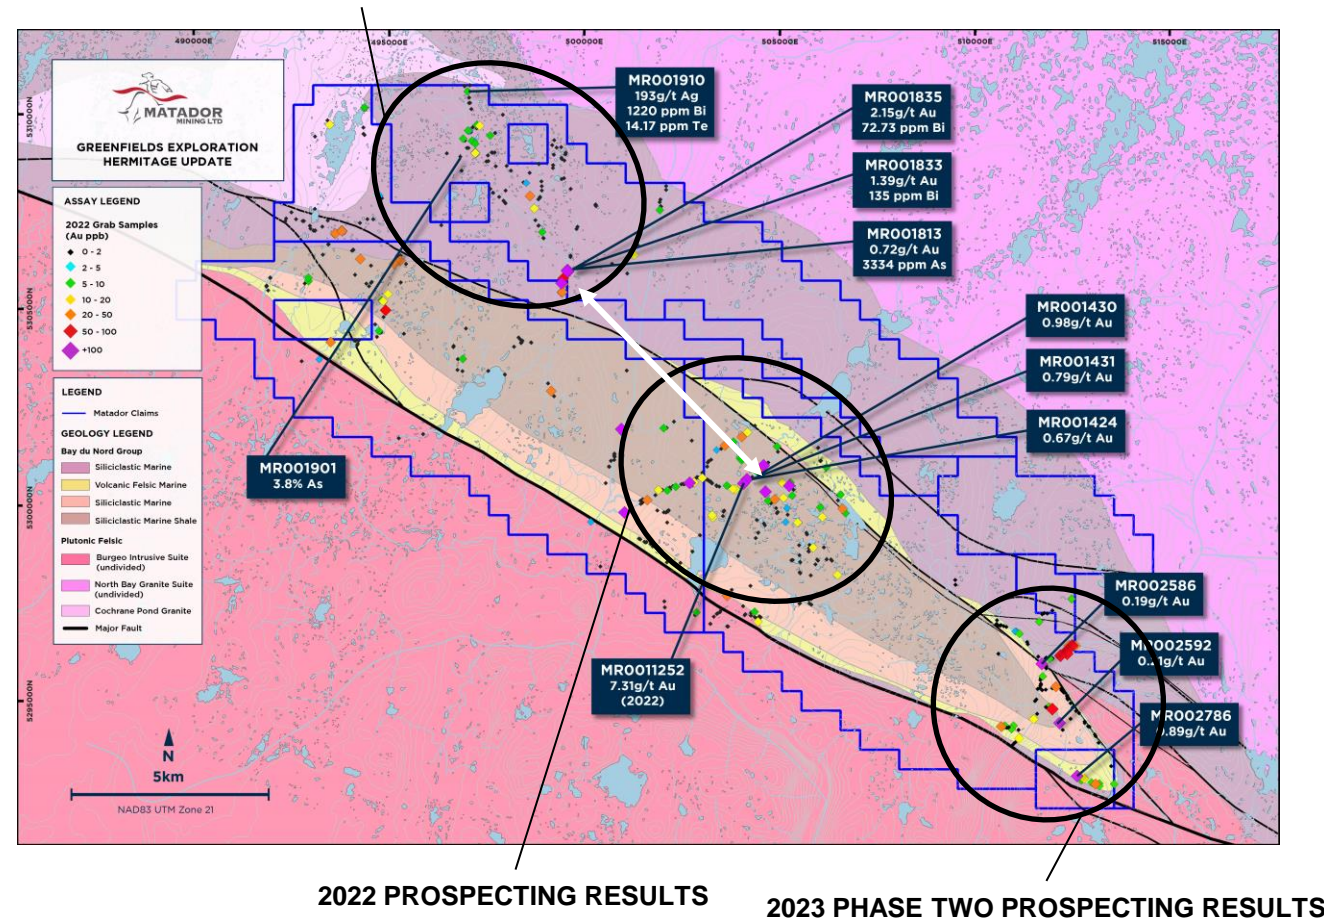 490000E
495000E
500000E
505000E
510000E
515000E
5310000N
5305000N
5300000N
5295000N
MATADOR
MINING LTD
GREENFIELDS EXPLORATION
HERMITAGE UPDATE
ASSAY LEGEND
2022 Grab Samples
(Au ppb)
0 - 2
2 - 5
5 - 10
10 - 20
20 - 50
50 - 100
+100
LEGEND
Matador Claims
GEOLOGY LEGEND
Bay du Nord Group
Siliciclastic Marine
Volcanic Felsic Marine
Siliciclastic Marine
Siliciclastic Marine Shale
Plutonic Felsic
Burgeo Intrusive Suite
(undivided)
North Bay Granite Suite
(undivided)
Cochrane Pond Granite
Major Fault
MR001910
193g/t Ag
1220 ppm Bi
14.17 ppm Te
MR001835
2.15g/t Au
72.73 ppm Bi
MR001833
1.39g/t Au
135 ppm Bi
MR001813
0.72g/t Au
3334 ppm As
MR001430
0.98g/t Au
MR001431
0.79g/t Au
MR001424
0.67g/t Au
MR001901
3.8% As
MR0011252
7.31g/t Au
(2022)
MR002586
0.19g/t Au
MR002592
Au
MR002786
Au
N
5km
NAD83 UTM Zone 21
2022 PROSPECTING RESULTS
2023 PHASE TWO PROSPECTING RESULTS